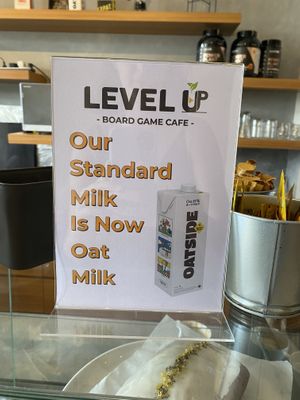 LEVEL UP
- BOARD GAME CAFE -
Our
Standard
Milk
Is Now
Oat
Milk
OATSIDE